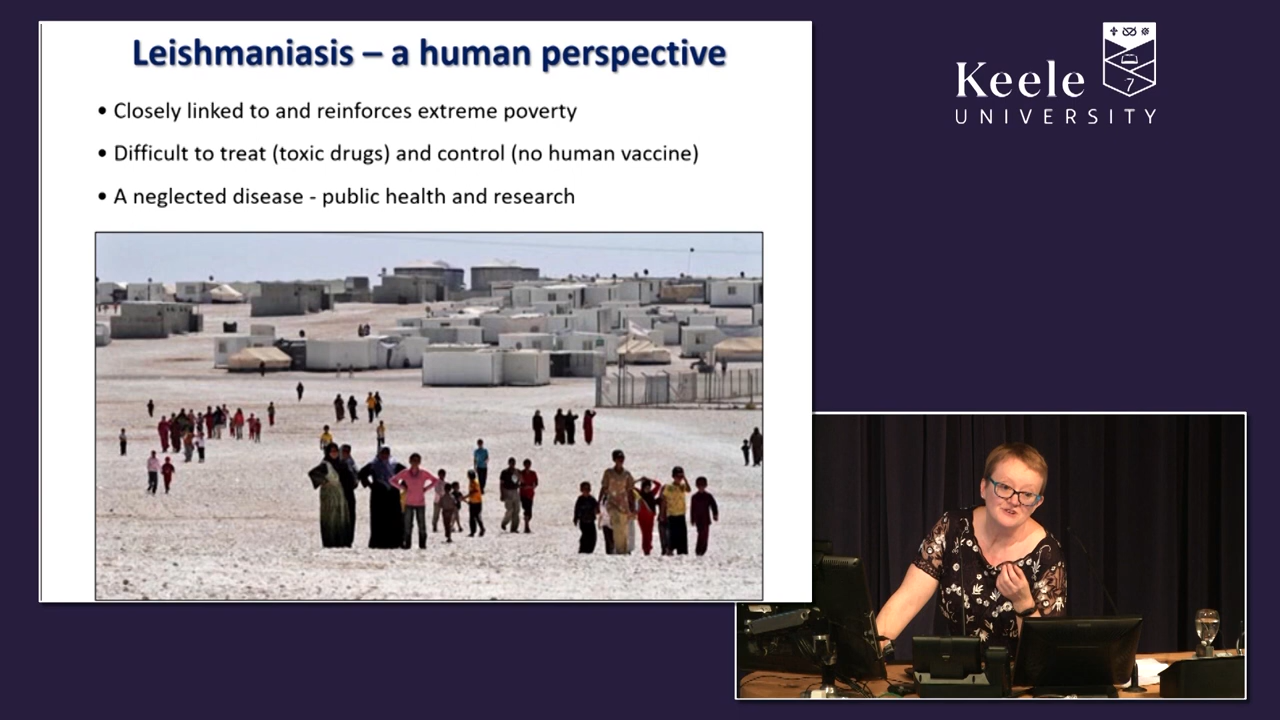 Leishmaniasis – a human perspective
• Closely linked to and reinforces extreme poverty
• Difficult to treat (toxic drugs) and control (no human vaccine)
• A neglected disease - public health and research
Keele
UNIVERSITY